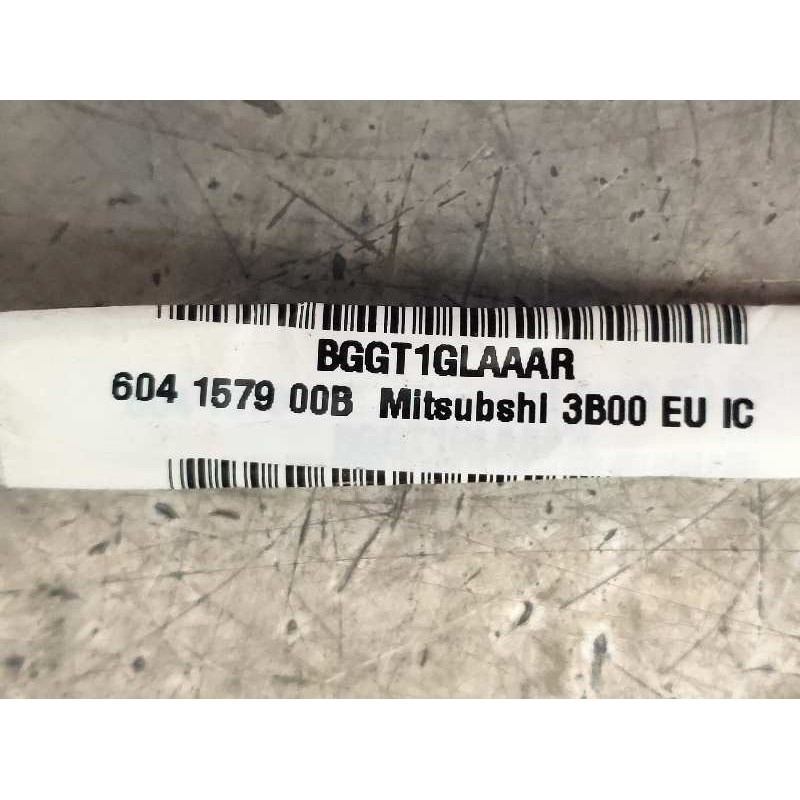 BGGT1GLAAAR
604 1579 00B Mitsubshl 3B00 EU IC